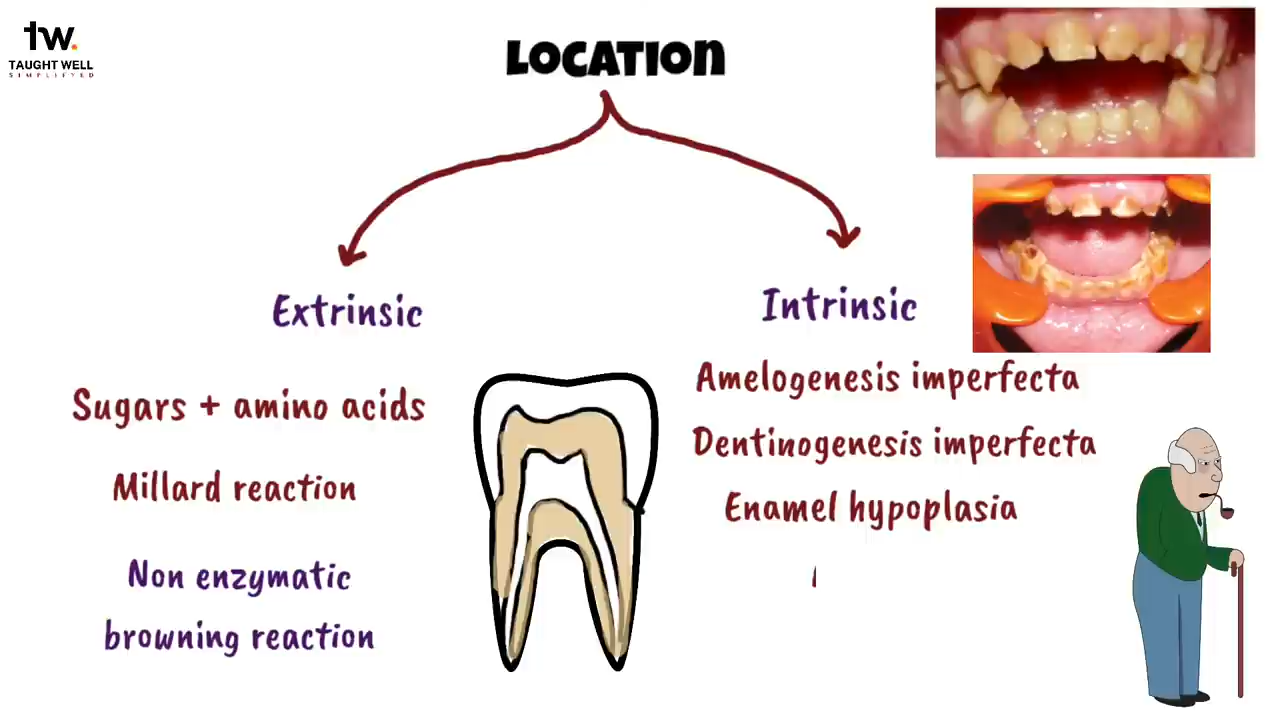 tw.
TAUGHT WELL
SIMPLIFYED
LOCATION
Extrinsic
Sugars + amino acids
Millard reaction
Non enzymatic
browning reaction
Intrinsic
Amelogenesis imperfecta
Dentinogenesis imperfecta
Enamel hypoplasia